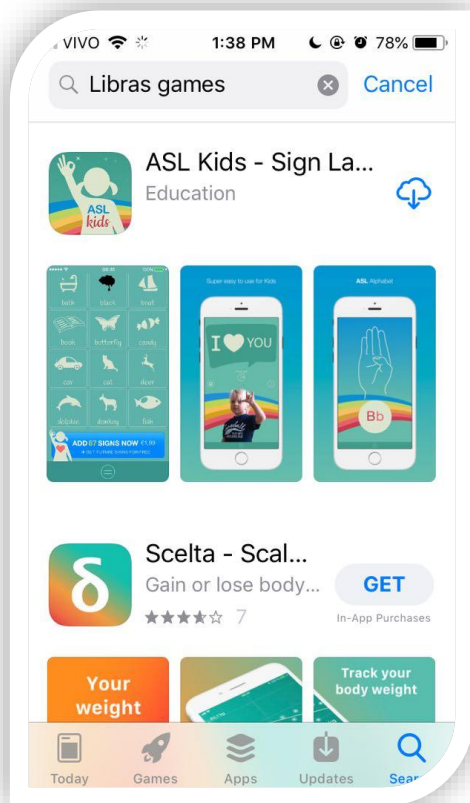 VIVO 1:38 PM 78%
Libras games Cancel
ASL Kids - Sign La...
Education
ASL
kids
bath black boat
book butterfly candy
car cat deer
dolphin donkey fish
ADD 67 SIGNS NOW
Super easy to use for Kids
I YOU
ASL Alphabet
Bb
Scelta - Scal...
Gain or lose body...
GET
7
In-App Purchases
δ
Your
weight
Track your
body weight
Today Games Apps Updates Search